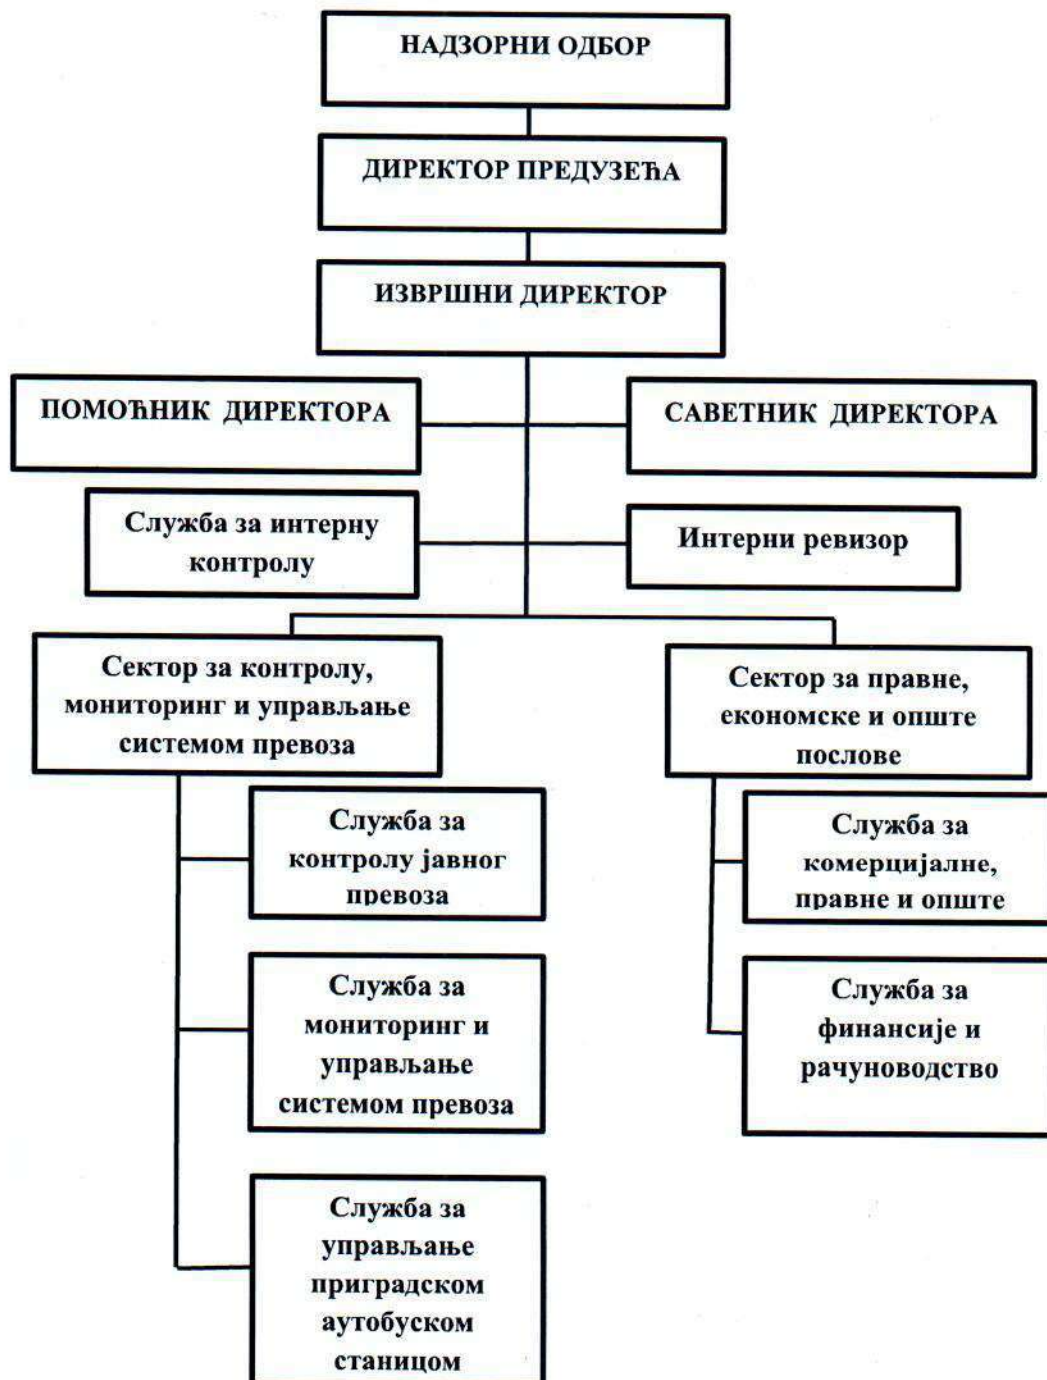 НАДЗОРНИ ОДБОР
ДИРЕКТОР ПРЕДУЗЕЋА
ИЗВРШНИ ДИРЕКТОР
ПОМОЋНИК ДИРЕКТОРА
САВЕТНИК ДИРЕКТОРА
Служба за интерну
контролу
Интерни ревизор
Сектор за контролу,
мониторинг и управљање
системом превоза
Служба за
контролу јавног
превоза
Служба за
мониторинг и
управљање
системом превоза
Служба за
управљање
приградском
аутобуском
станицом
Сектор за правне,
економске и опште
послове
Служба за
комерцијалне,
правне и опште
Служба за
финансије и
рачуноводство